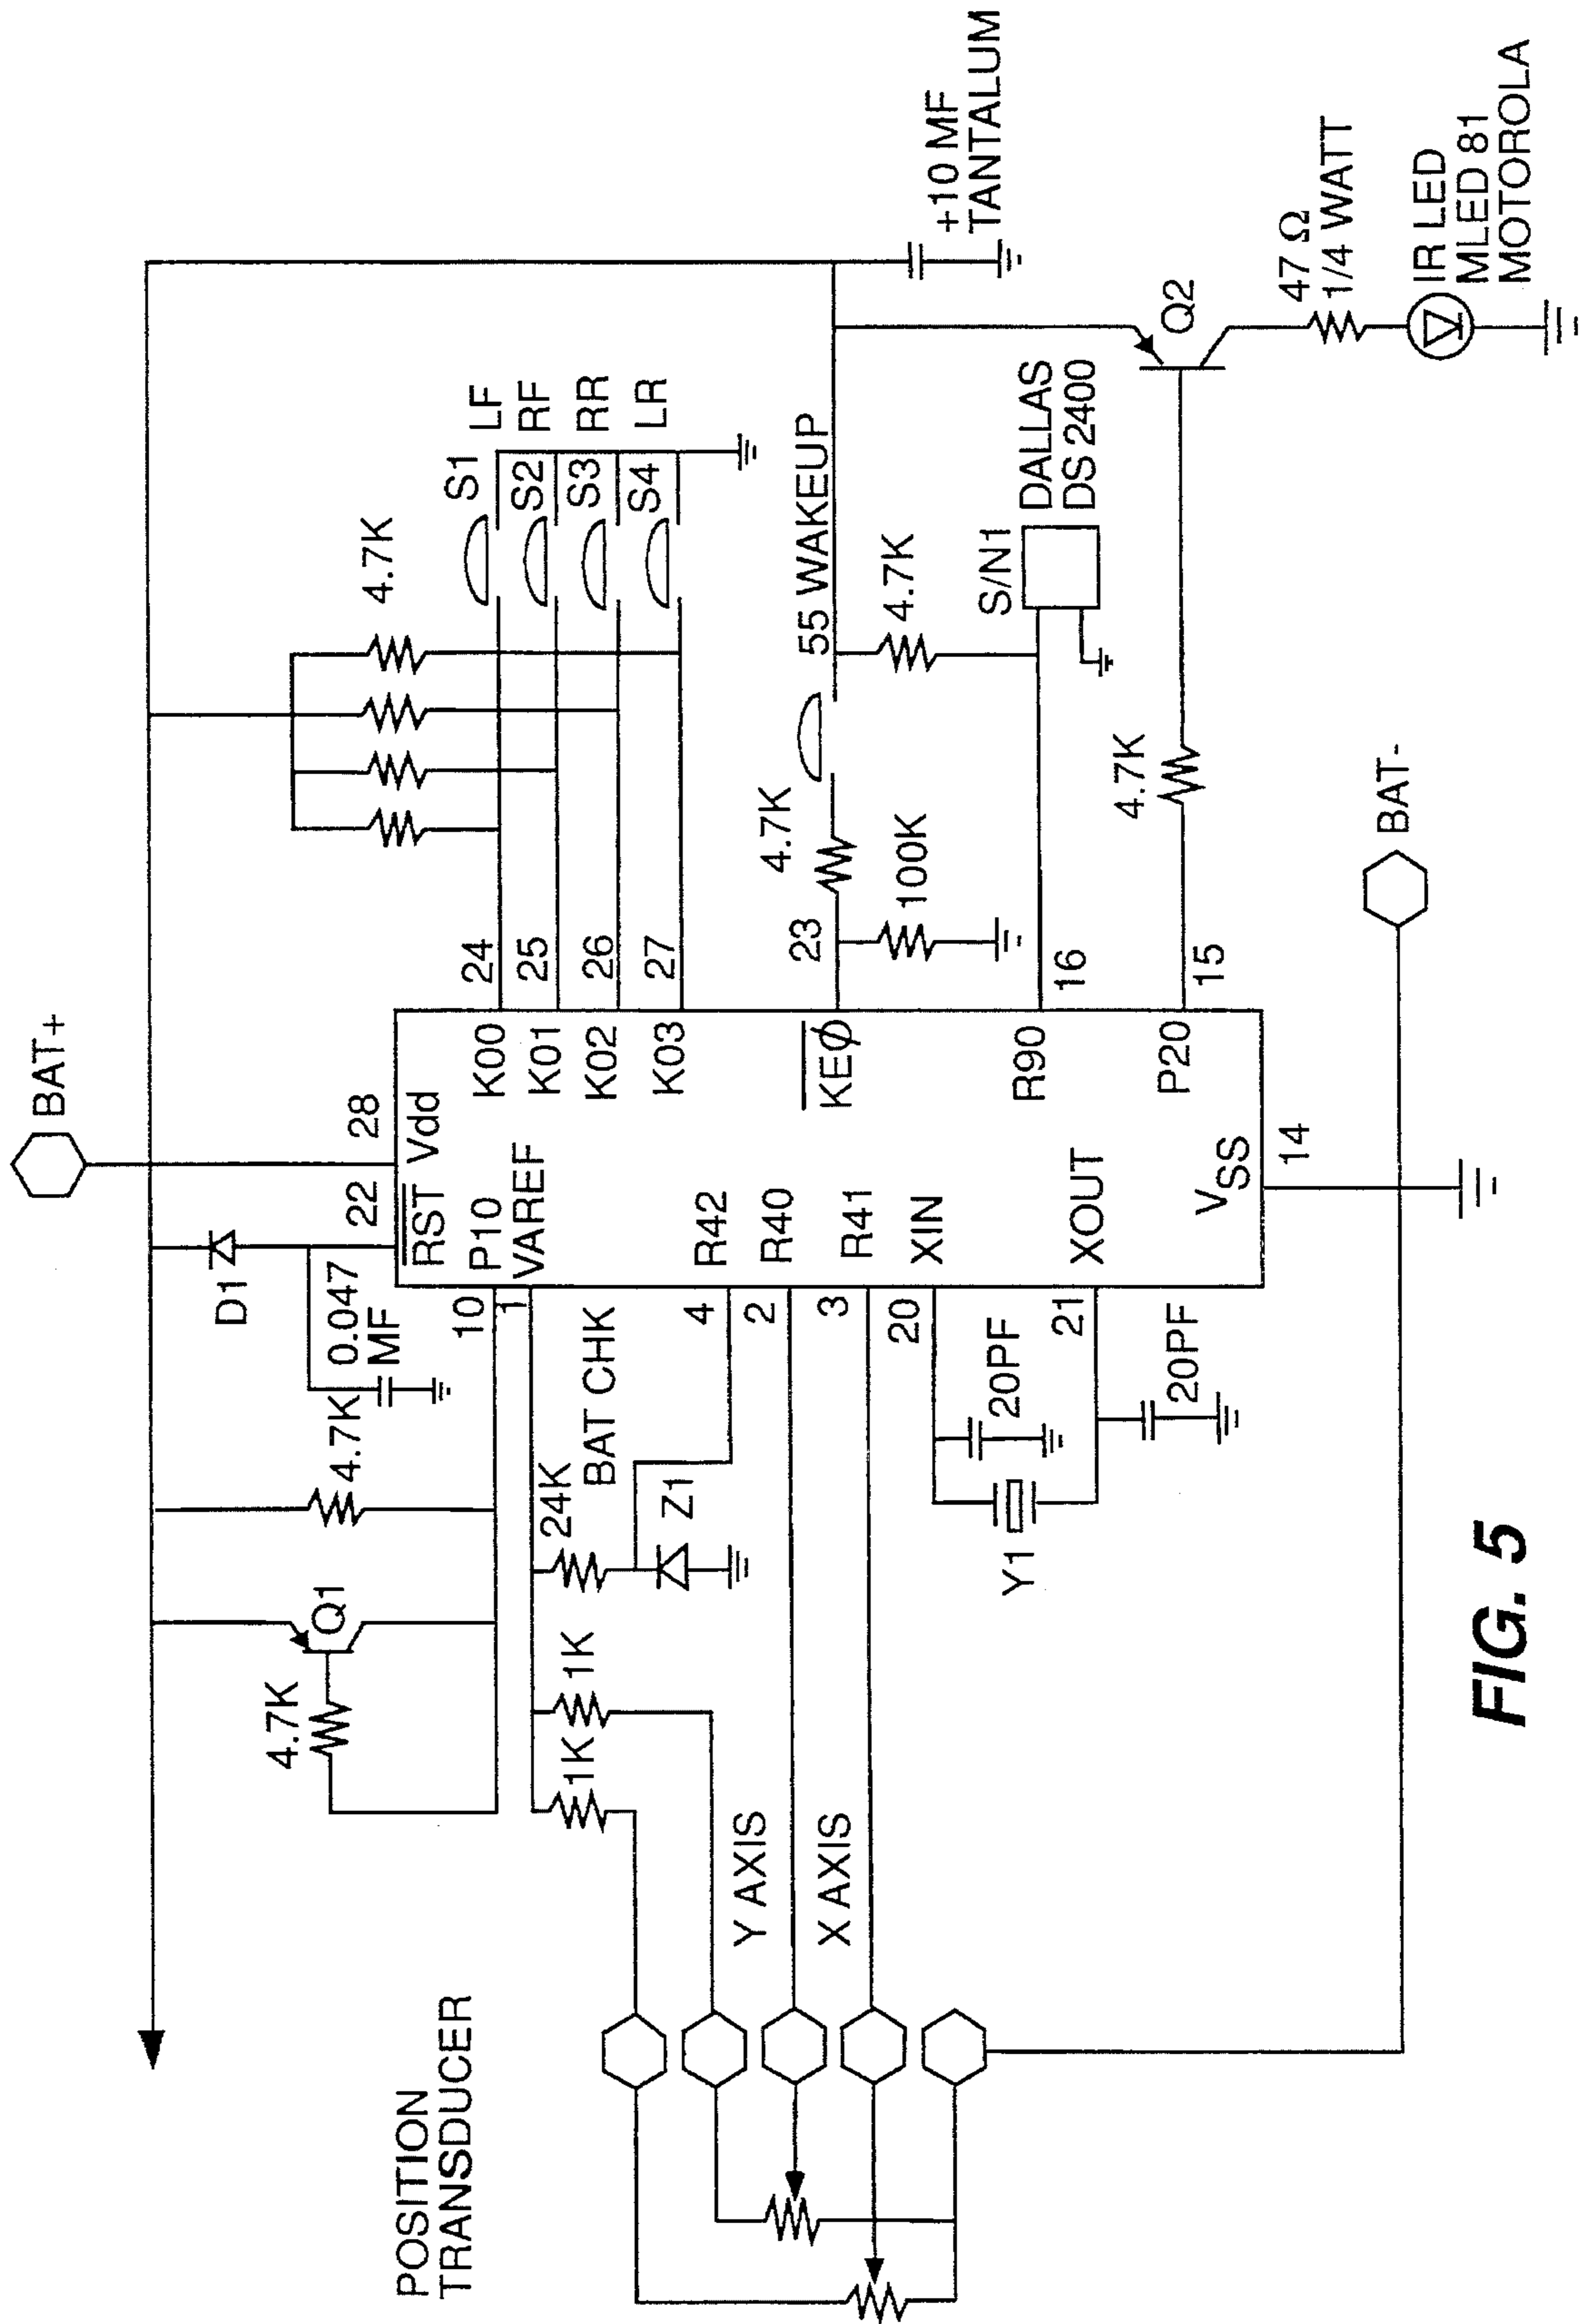 BAT+
D1
22
28
RST
Vdd
0.047
MF
4.7K
Q1
4.7K
10
P10
1
VAREF
24K
BAT CHK
1K
1K
Z1
4
R42
2
R40
3
R41
20
XIN
20PF
21
XOUT
20PF
Y1
Y AXIS
X AXIS
POSITION
TRANSDUCER
VSS
14
K00
24
K01
25
K02
26
K03
27
4.7K
S1
LF
S2
RF
S3
RR
S4
LR
KEϕ
23
4.7K
100K
55 WAKEUP
4.7K
+10 MF
TANTALUM
S/N1
DALLAS
DS 2400
R90
16
P20
15
4.7K
Q2
47 Ω
1/4 WATT
IR LED
MLED 81
MOTOROLA
BAT-
FIG. 5